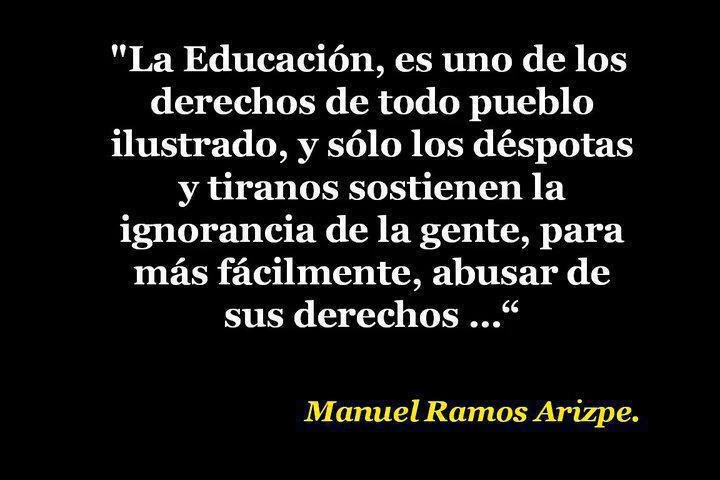 "La Educación, es uno de los
derechos de todo pueblo
ilustrado, y sólo los déspotas
y tiranos sostienen la
ignorancia de la gente, para
más fácilmente, abusar de
sus derechos ...“
Manuel Ramos Arizpe.